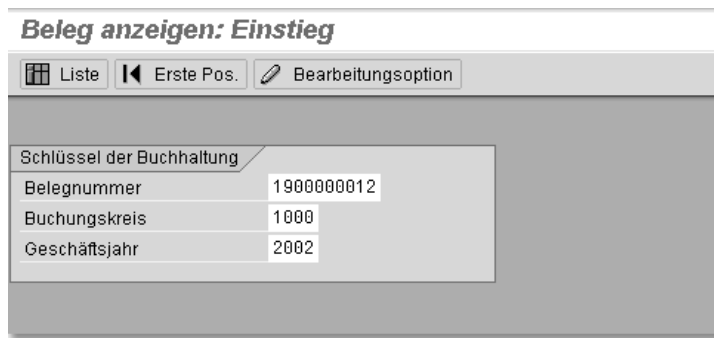 Beleg anzeigen: Einstieg
Liste Erste Pos. Bearbeitungsoption
Schlüssel der Buchhaltung
Belegnummer 1900000012
Buchungskreis 1000
Geschäftsjahr 2002